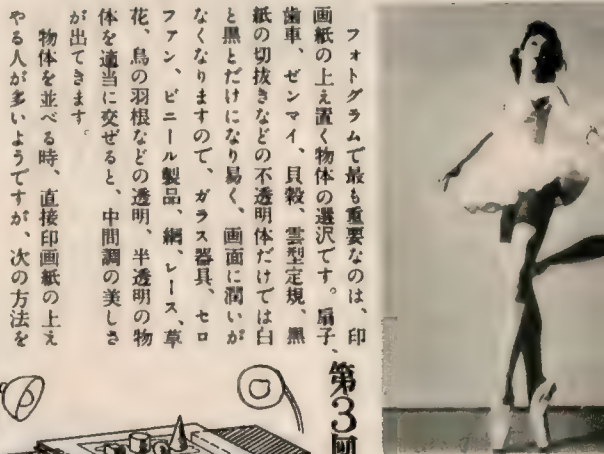 フォトグラムで最も重要なのは、印
画紙の上え置く物体の選沢です。扇子、
歯車、ゼンマイ、貝殻、雲型定規、黒
紙の切抜きなどの不透明体だけでは白
と黒とだけになり易く、画面に潤いが
なくなりますので、ガラス器具、セロ
ファン、ビニール製品、網、レース、草
花、鳥の羽根などの透明、半透明の物
体を適当に交ぜると、中間調の美しさ
が出てきます。
物体を並べる時、直接印画紙の上え
やる人が多いようですが、次の方法を
第3回